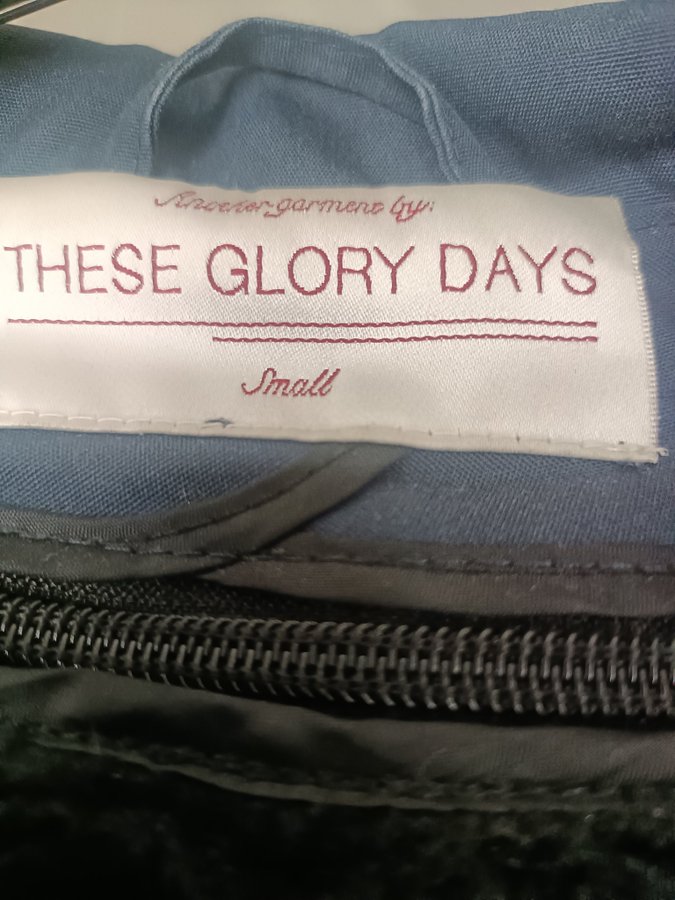 Another garment by:
THESE GLORY DAYS
Small